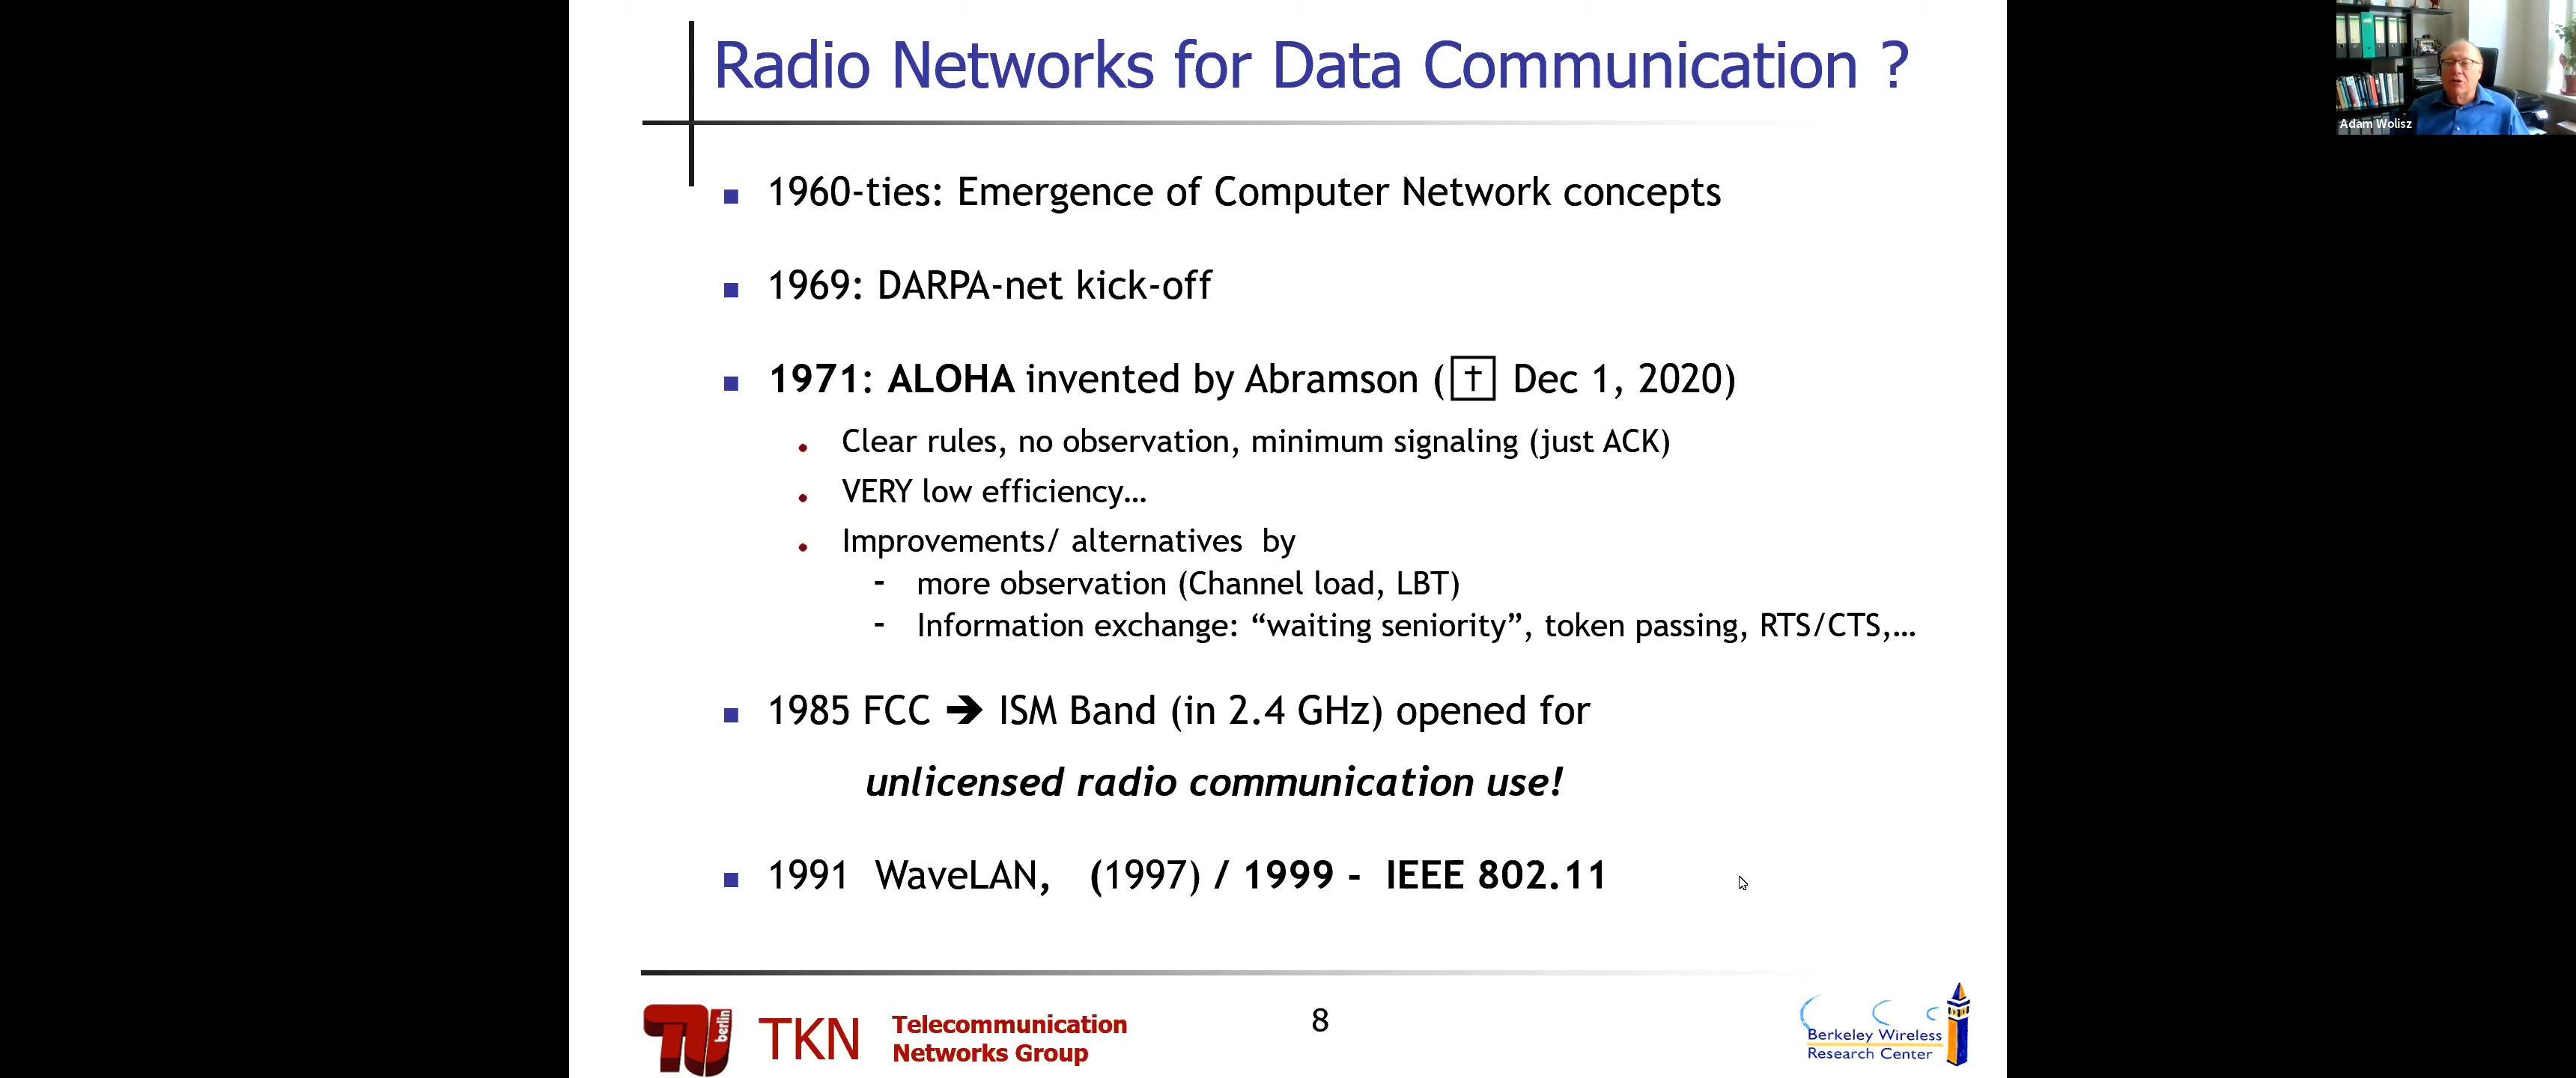 Radio Networks for Data Communication ?
Adam Wolisz
1960-ties: Emergence of Computer Network concepts
1969: DARPA-net kick-off
1971: ALOHA invented by Abramson (✝ Dec 1, 2020)
Clear rules, no observation, minimum signaling (just ACK)
VERY low efficiency…
Improvements/ alternatives by
- more observation (Channel load, LBT)
- Information exchange: “waiting seniority”, token passing, RTS/CTS,…
1985 FCC ➔ ISM Band (in 2.4 GHz) opened for
unlicensed radio communication use!
1991 WaveLAN, (1997) / 1999 - IEEE 802.11
TU berlin
TKN
Telecommunication
Networks Group
8
Berkeley Wireless
Research Center